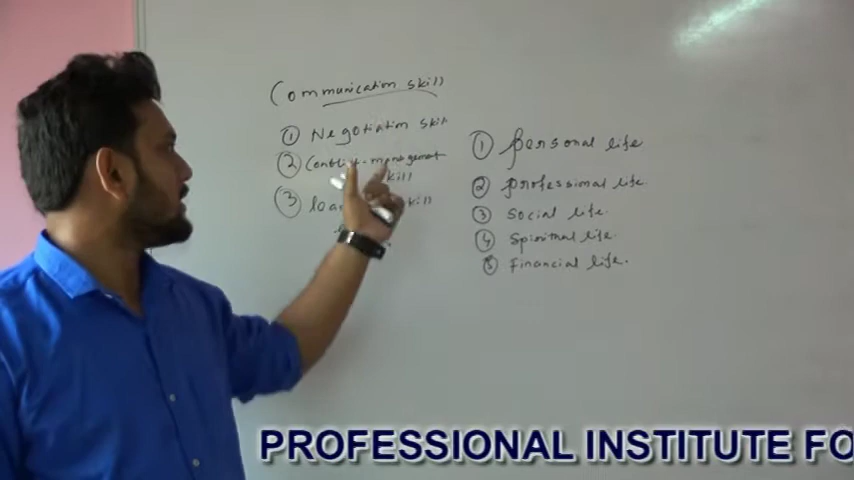 Communication skill
① Negotiation skill
② Conflict-management
skill
③ skill
① personal life
② professional life
③ social life.
④ spiritual life.
⑤ financial life.
PROFESSIONAL INSTITUTE FO